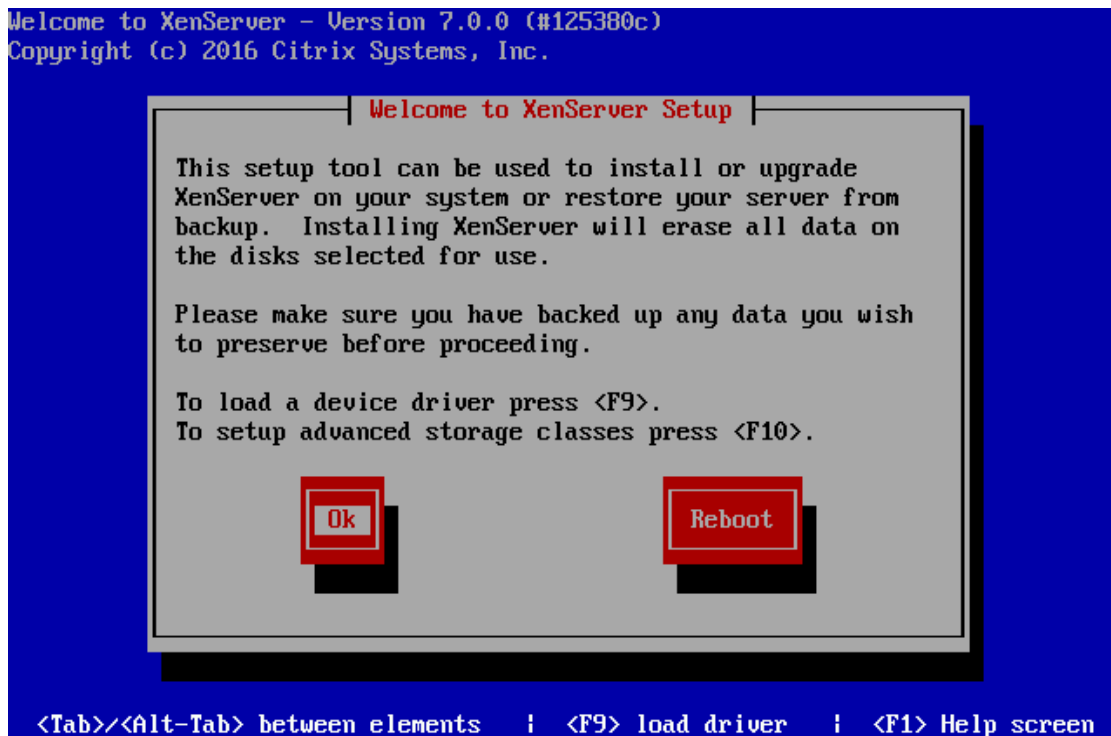 Welcome to XenServer - Version 7.0.0 (#125380c)
Copyright (c) 2016 Citrix Systems, Inc.
Welcome to XenServer Setup
This setup tool can be used to install or upgrade
XenServer on your system or restore your server from
backup.  Installing XenServer will erase all data on
the disks selected for use.
Please make sure you have backed up any data you wish
to preserve before proceeding.
To load a device driver press <F9>.
To setup advanced storage classes press <F10>.
Ok
Reboot
<Tab>/<Alt-Tab> between elements   |  <F9> load driver   |  <F1> Help screen